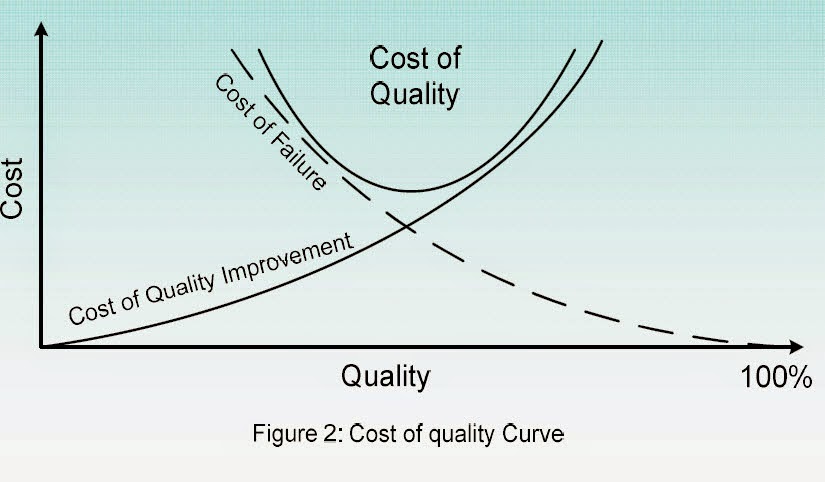 Cost of
Quality
Cost of Failure
Cost
Cost of Quality Improvement
Quality
100%
Figure 2: Cost of quality Curve